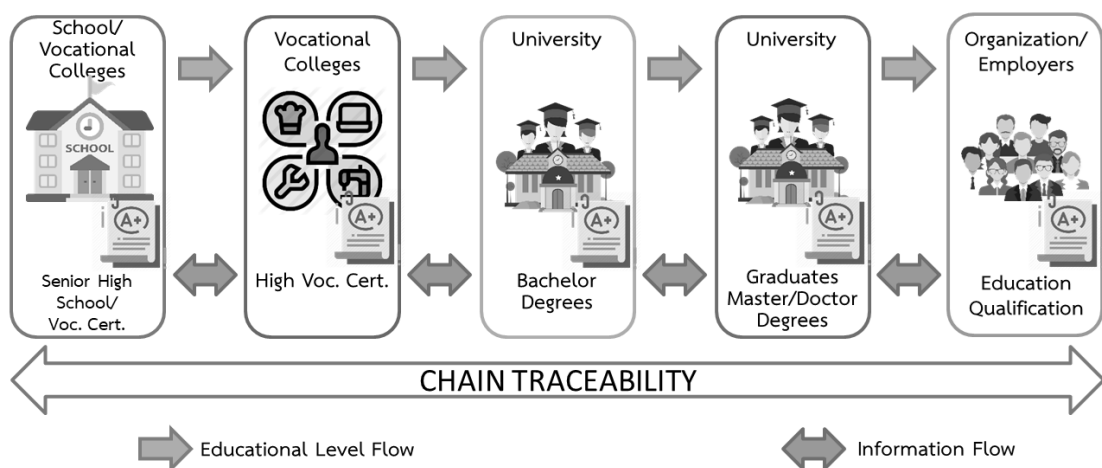 School/
Vocational
Colleges
SCHOOL
A+
Senior High
School/
Voc. Cert.
Vocational
Colleges
A+
High Voc. Cert.
University
A+
Bachelor
Degrees
University
A+
Graduates
Master/Doctor
Degrees
Organization/
Employers
A+
Education
Qualification
CHAIN TRACEABILITY
Educational Level Flow
Information Flow